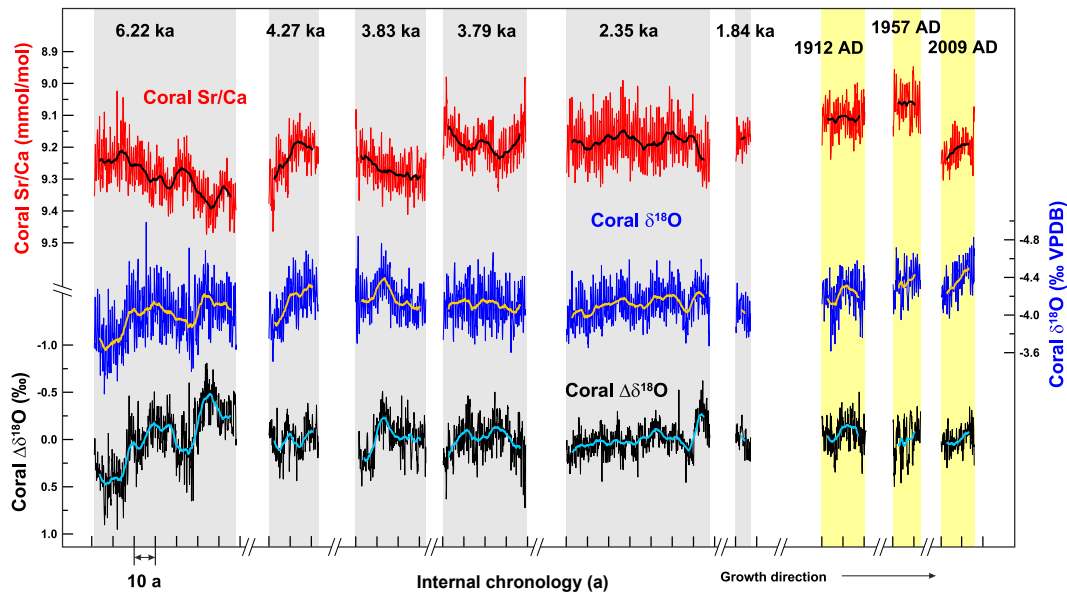 6.22 ka
4.27 ka
3.83 ka
3.79 ka
2.35 ka
1.84 ka
1912 AD
1957 AD
2009 AD
Coral Sr/Ca (mmol/mol)
8.9
9.0
9.1
9.2
9.3
9.4
9.5
Coral Sr/Ca
Coral δ¹⁸O
Coral δ¹⁸O (‰ VPDB)
-4.8
-4.4
-4.0
-3.6
Coral Δδ¹⁸O (‰)
-1.0
-0.5
0.0
0.5
1.0
Coral Δδ¹⁸O
10 a
Internal chronology (a)
Growth direction